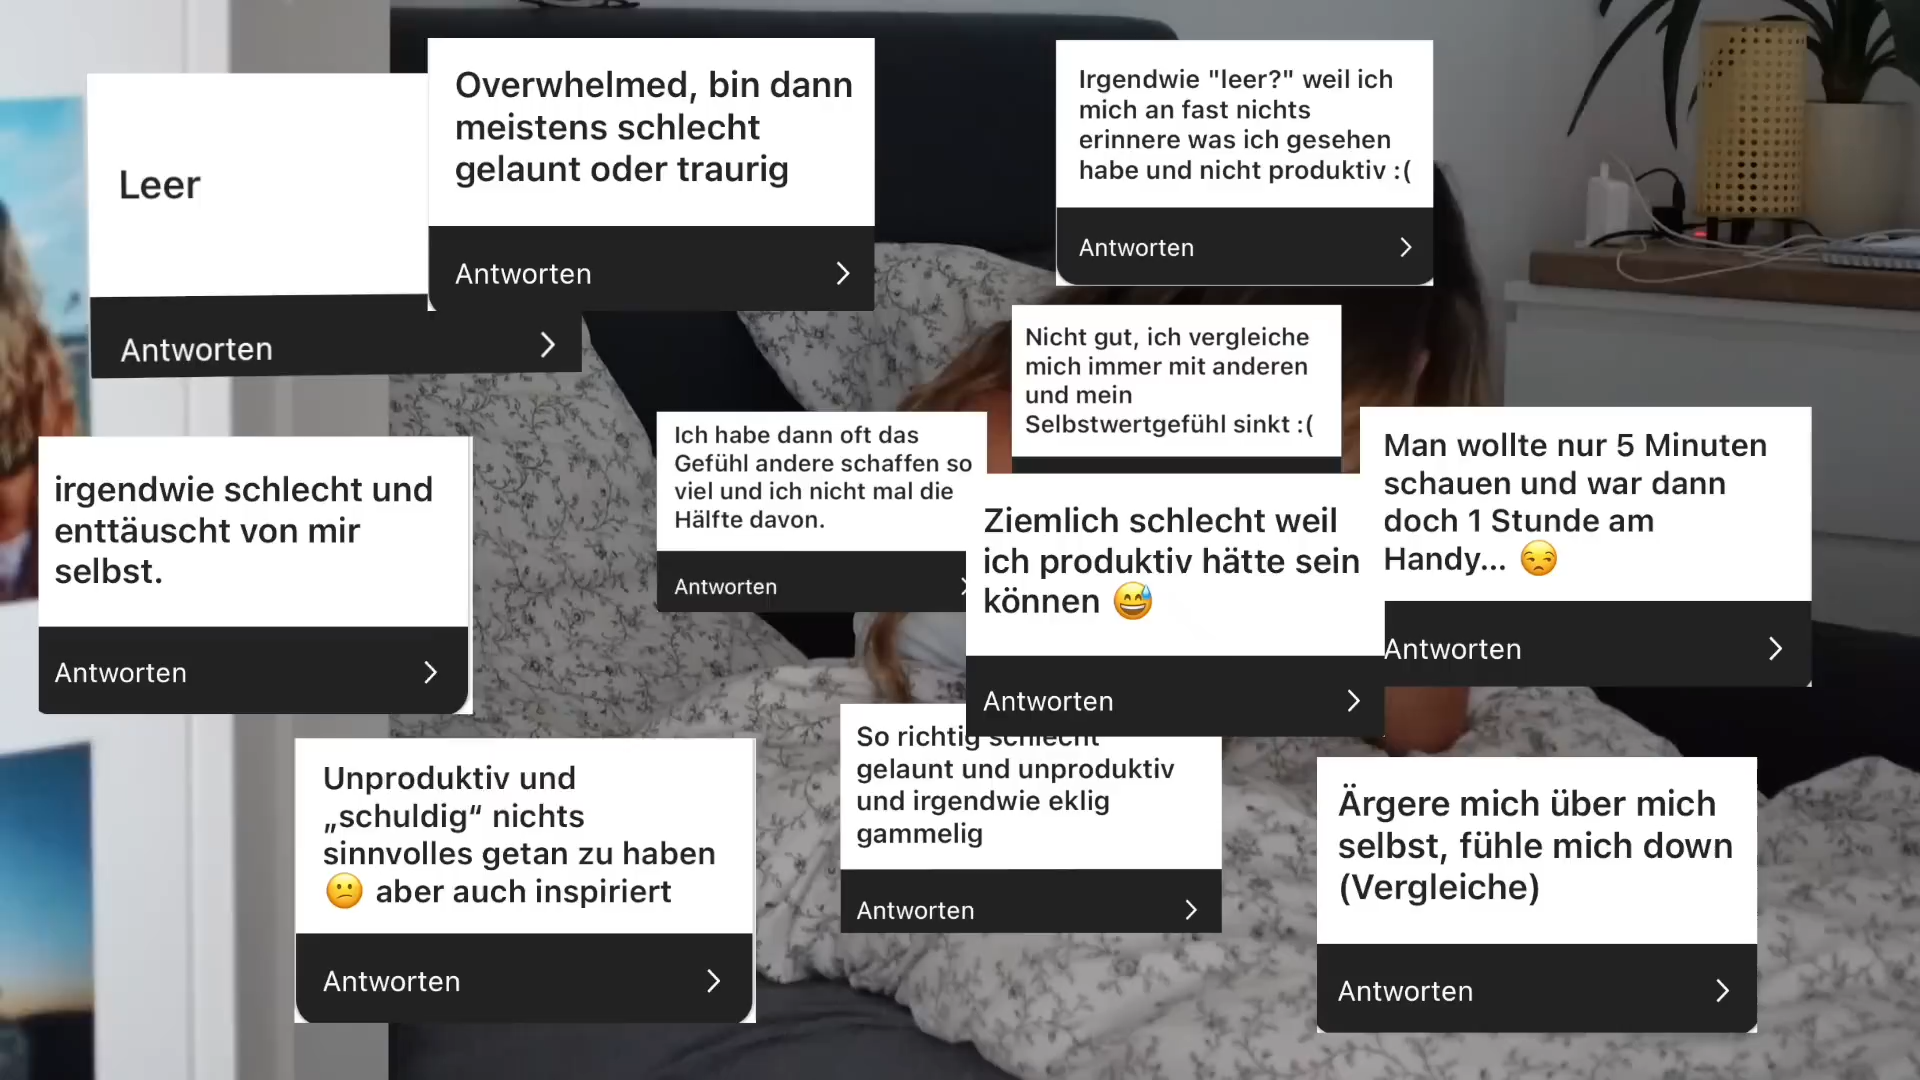 Leer
Antworten
Overwhelmed, bin dann
meistens schlecht
gelaunt oder traurig
Antworten
Irgendwie "leer?" weil ich
mich an fast nichts
erinnere was ich gesehen
habe und nicht produktiv :(
Antworten
Nicht gut, ich vergleiche
mich immer mit anderen
und mein
Selbstwertgefühl sinkt :(
irgendwie schlecht und
enttäuscht von mir
selbst.
Antworten
Ich habe dann oft das
Gefühl andere schaffen so
viel und ich nicht mal die
Hälfte davon.
Antworten
Ziemlich schlecht weil
ich produktiv hätte sein
können 😅
Antworten
Man wollte nur 5 Minuten
schauen und war dann
doch 1 Stunde am
Handy... 😒
Antworten
Unproduktiv und
„schuldig“ nichts
sinnvolles getan zu haben
😕 aber auch inspiriert
Antworten
So richtig schlecht
gelaunt und unproduktiv
und irgendwie eklig
gammelig
Antworten
Ärgere mich über mich
selbst, fühle mich down
(Vergleiche)
Antworten